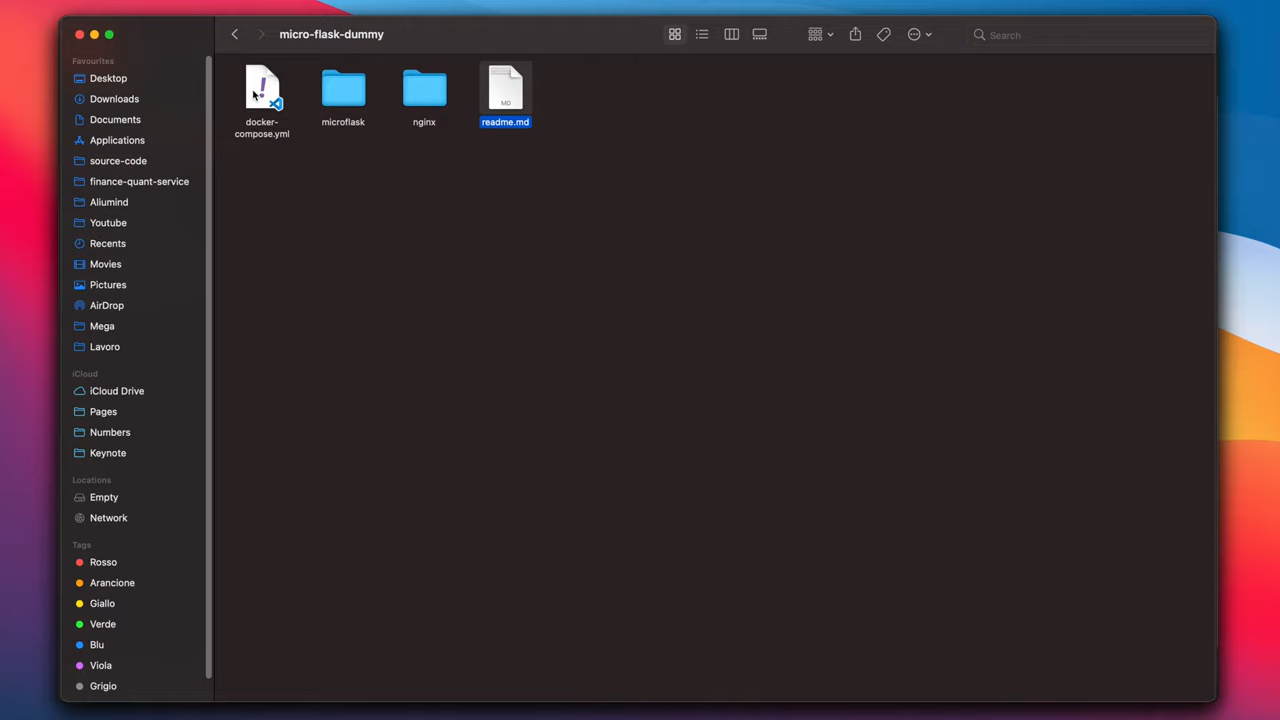 micro-flask-dummy
Search
Favourites
Desktop
Downloads
Documents
Applications
source-code
finance-quant-service
Aliumind
Youtube
Recents
Movies
Pictures
AirDrop
Mega
Lavoro
iCloud
iCloud Drive
Pages
Numbers
Keynote
Locations
Empty
Network
Tags
Rosso
Arancione
Giallo
Verde
Blu
Viola
Grigio
docker-
compose.yml
microflask
nginx
MD
readme.md